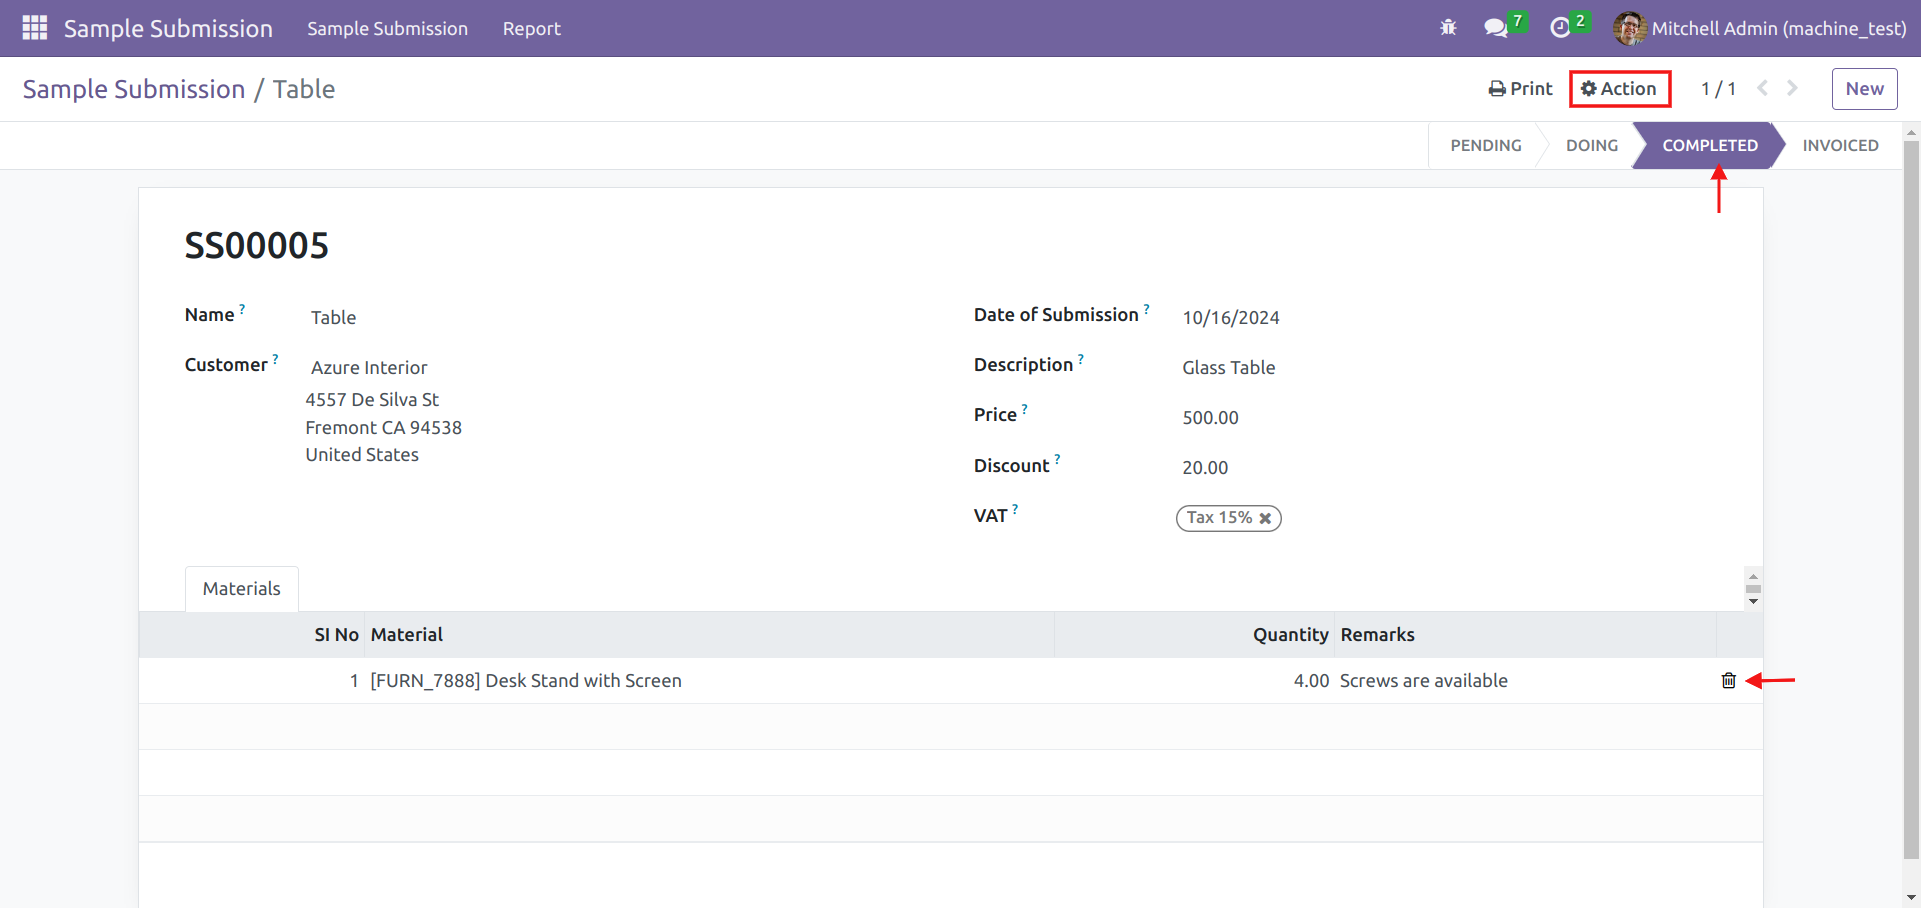 Sample Submission Sample Submission Report 7 2 Mitchell Admin (machine_test)
Sample Submission / Table Print Action 1 / 1 New
PENDING DOING COMPLETED INVOICED
SS00005
Name ? Table Date of Submission ? 10/16/2024
Customer ? Azure Interior Description ? Glass Table
4557 De Silva St
Fremont CA 94538 Price ? 500.00
United States Discount ? 20.00
VAT ? Tax 15%
Materials
SI No Material Quantity Remarks
1 [FURN_7888] Desk Stand with Screen 4.00 Screws are available